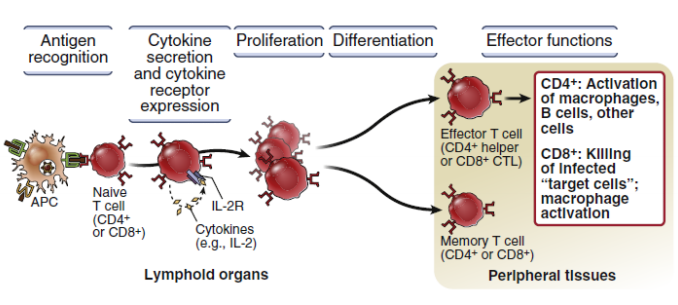 Antigen
recognition
Cytokine
secretion
and cytokine
receptor
expression
Proliferation
Differentiation
Effector functions
APC
Naive
T cell
(CD4+
or CD8+)
IL-2R
Cytokines
(e.g., IL-2)
Lymphoid organs
Effector T cell
(CD4+ helper
or CD8+ CTL)
CD4+: Activation
of macrophages,
B cells, other
cells
CD8+: Killing
of infected
“target cells”;
macrophage
activation
Memory T cell
(CD4+ or CD8+)
Peripheral tissues